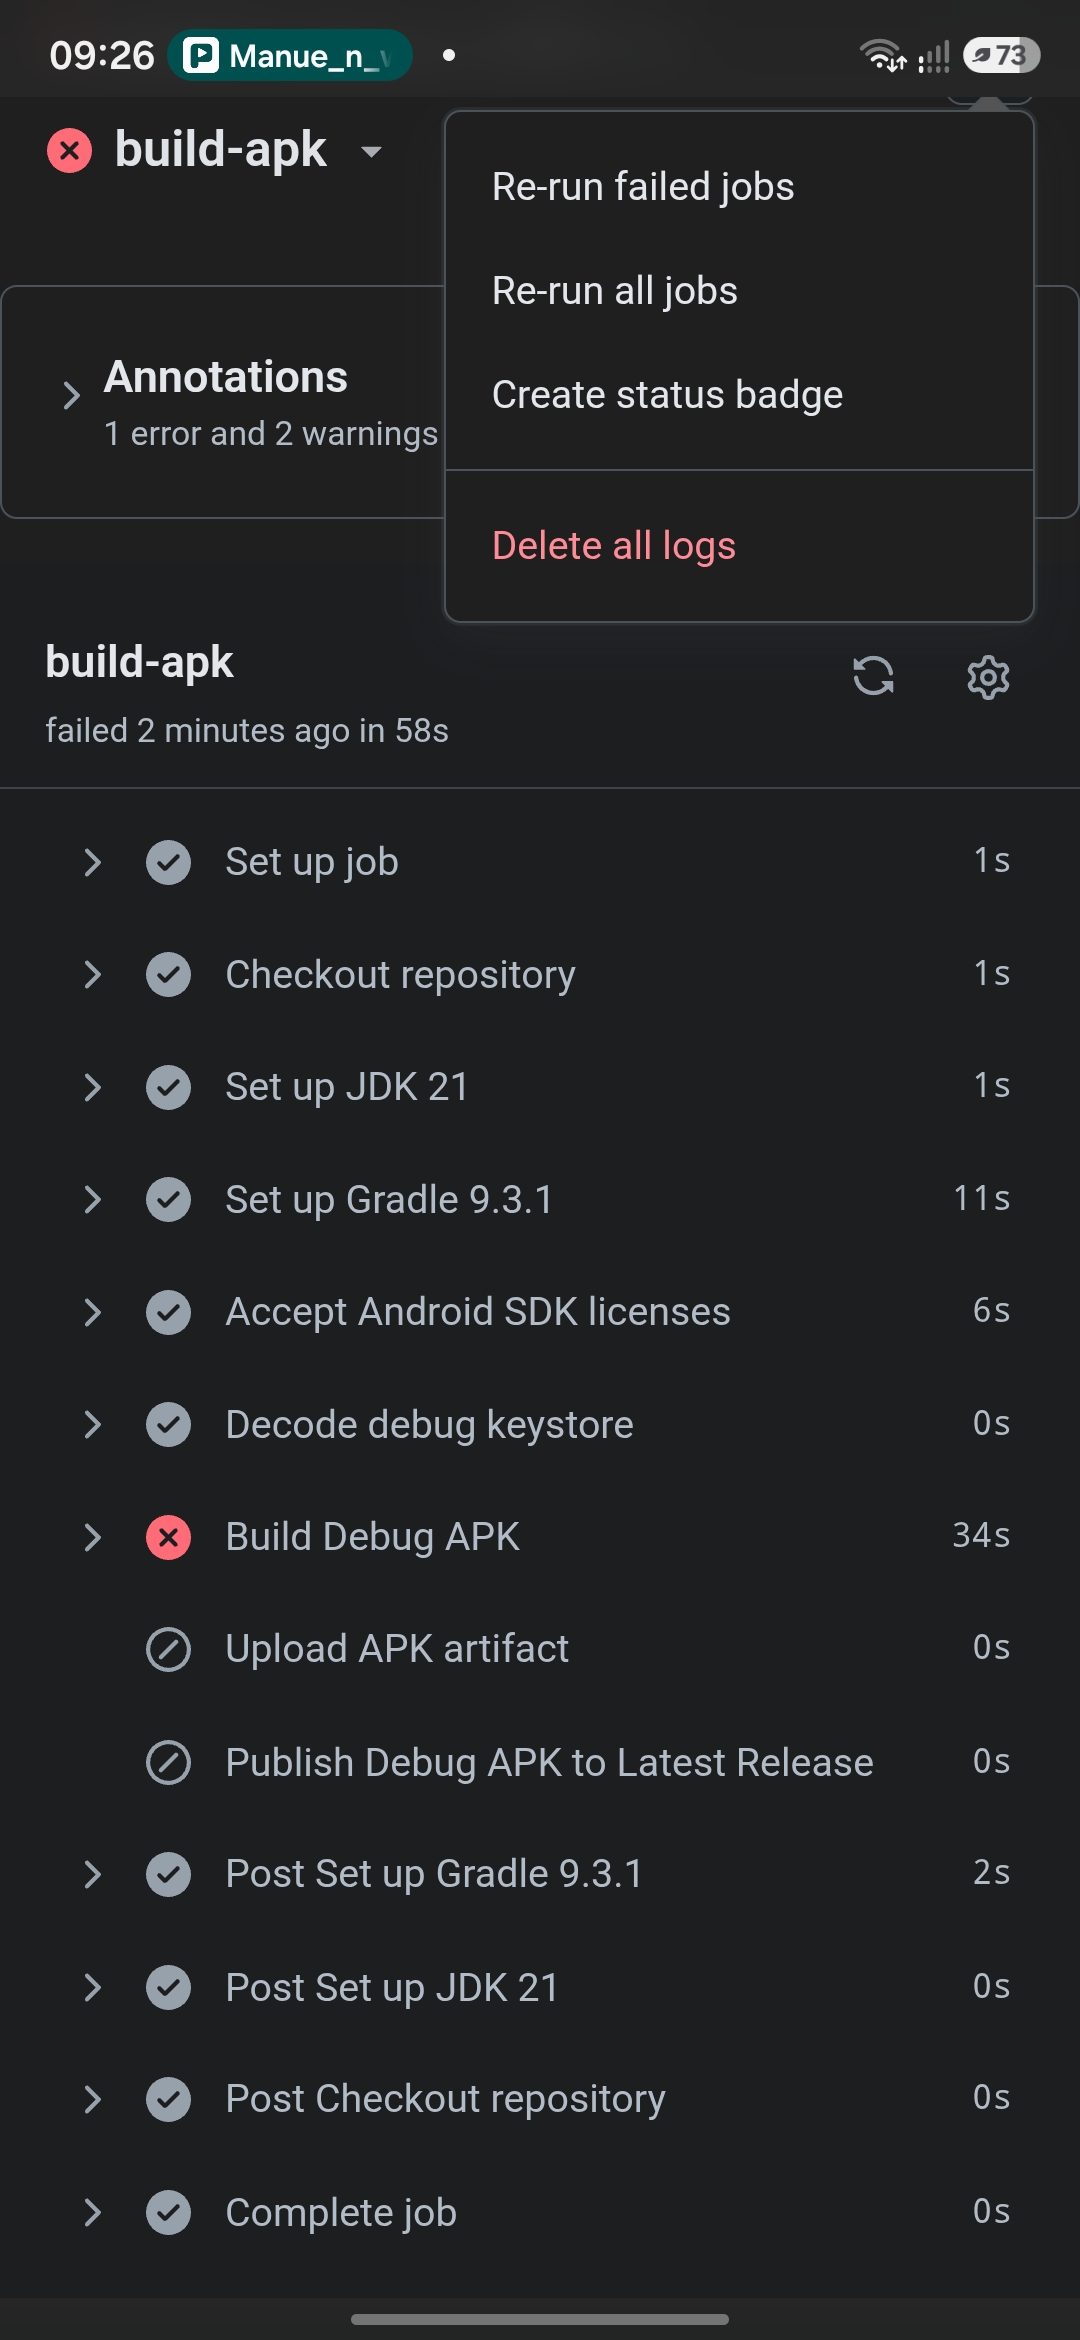 09:26
Manue_n_
73
build-apk
Re-run failed jobs
Re-run all jobs
Create status badge
Delete all logs
Annotations
1 error and 2 warnings
build-apk
failed 2 minutes ago in 58s
Set up job 1s
Checkout repository 1s
Set up JDK 21 1s
Set up Gradle 9.3.1 11s
Accept Android SDK licenses 6s
Decode debug keystore 0s
Build Debug APK 34s
Upload APK artifact 0s
Publish Debug APK to Latest Release 0s
Post Set up Gradle 9.3.1 2s
Post Set up JDK 21 0s
Post Checkout repository 0s
Complete job 0s